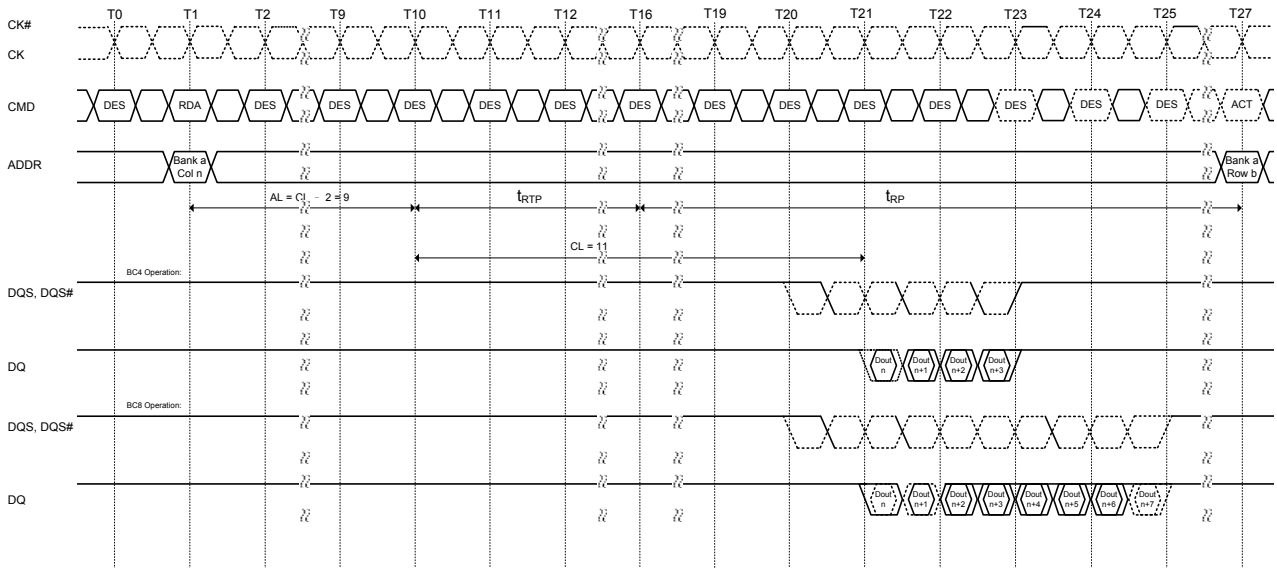 T0 T1 T2 T9 T10 T11 T12 T16 T19 T20 T21 T22 T23 T24 T25 T27
CK#
CK
CMD DES RDA DES DES DES DES DES DES DES DES DES DES DES DES DES ACT
ADDR Bank a Bank a
Col n Row b
AL = CL - 2 = 9 tRTP tRP
CL = 11
BC4 Operation:
DQS, DQS#
DQ Dout Dout Dout Dout
n n+1 n+2 n+3
BC8 Operation:
DQS, DQS#
DQ Dout Dout Dout Dout Dout Dout Dout Dout
n n+1 n+2 n+3 n+4 n+5 n+6 n+7